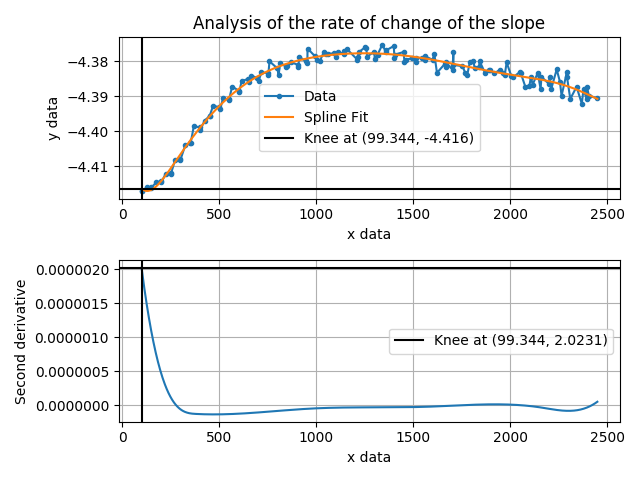 Analysis of the rate of change of the slope
−4.38
−4.39
−4.40
−4.41
y data
Data
Spline Fit
Knee at (99.344, -4.416)
0
500
1000
1500
2000
2500
x data
0.0000020
0.0000015
0.0000010
0.0000005
0.0000000
Second derivative
Knee at (99.344, 2.0231)
0
500
1000
1500
2000
2500
x data